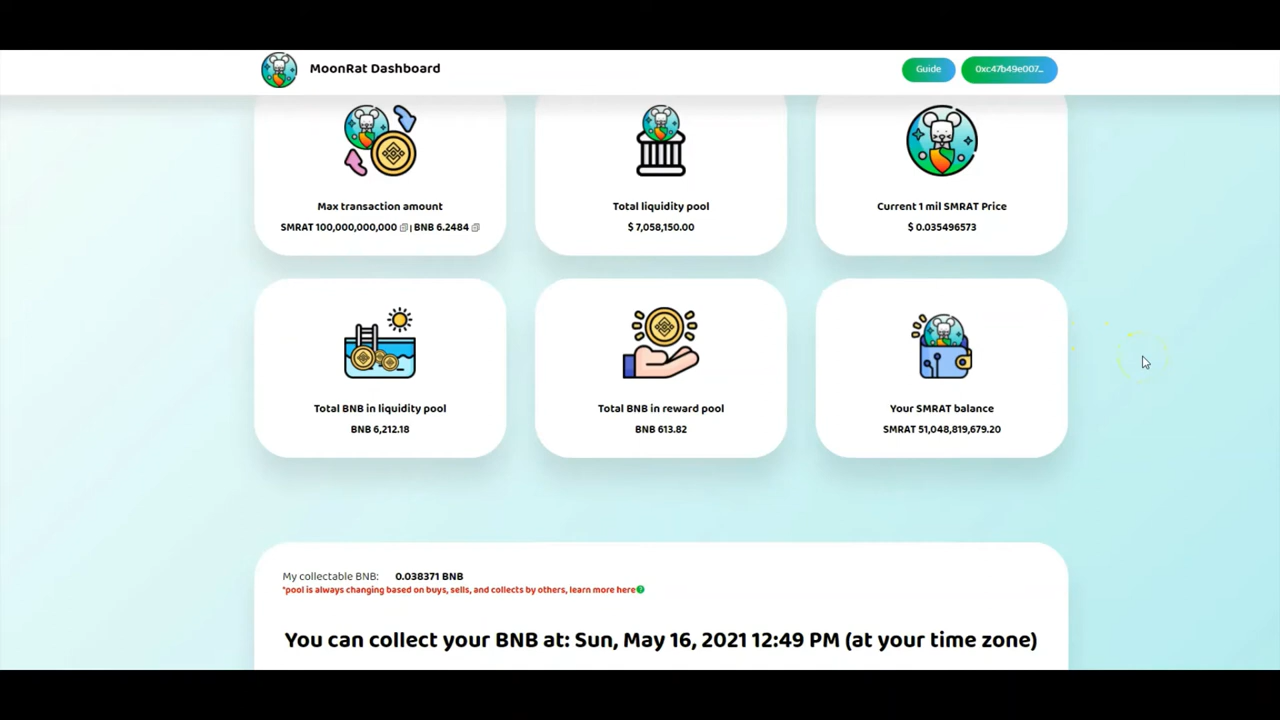 MoonRat Dashboard
Guide
0xc47b49e007...
Max transaction amount
SMRAT 100,000,000,000 | BNB 6.2484
Total liquidity pool
$ 7,058,150.00
Current 1 mil SMRAT Price
$ 0.035496573
Total BNB in liquidity pool
BNB 6,212.18
Total BNB in reward pool
BNB 613.82
Your SMRAT balance
SMRAT 51,048,819,679.20
My collectable BNB: 0.038371 BNB
*pool is always changing based on buys, sells, and collects by others, learn more here?
You can collect your BNB at: Sun, May 16, 2021 12:49 PM (at your time zone)